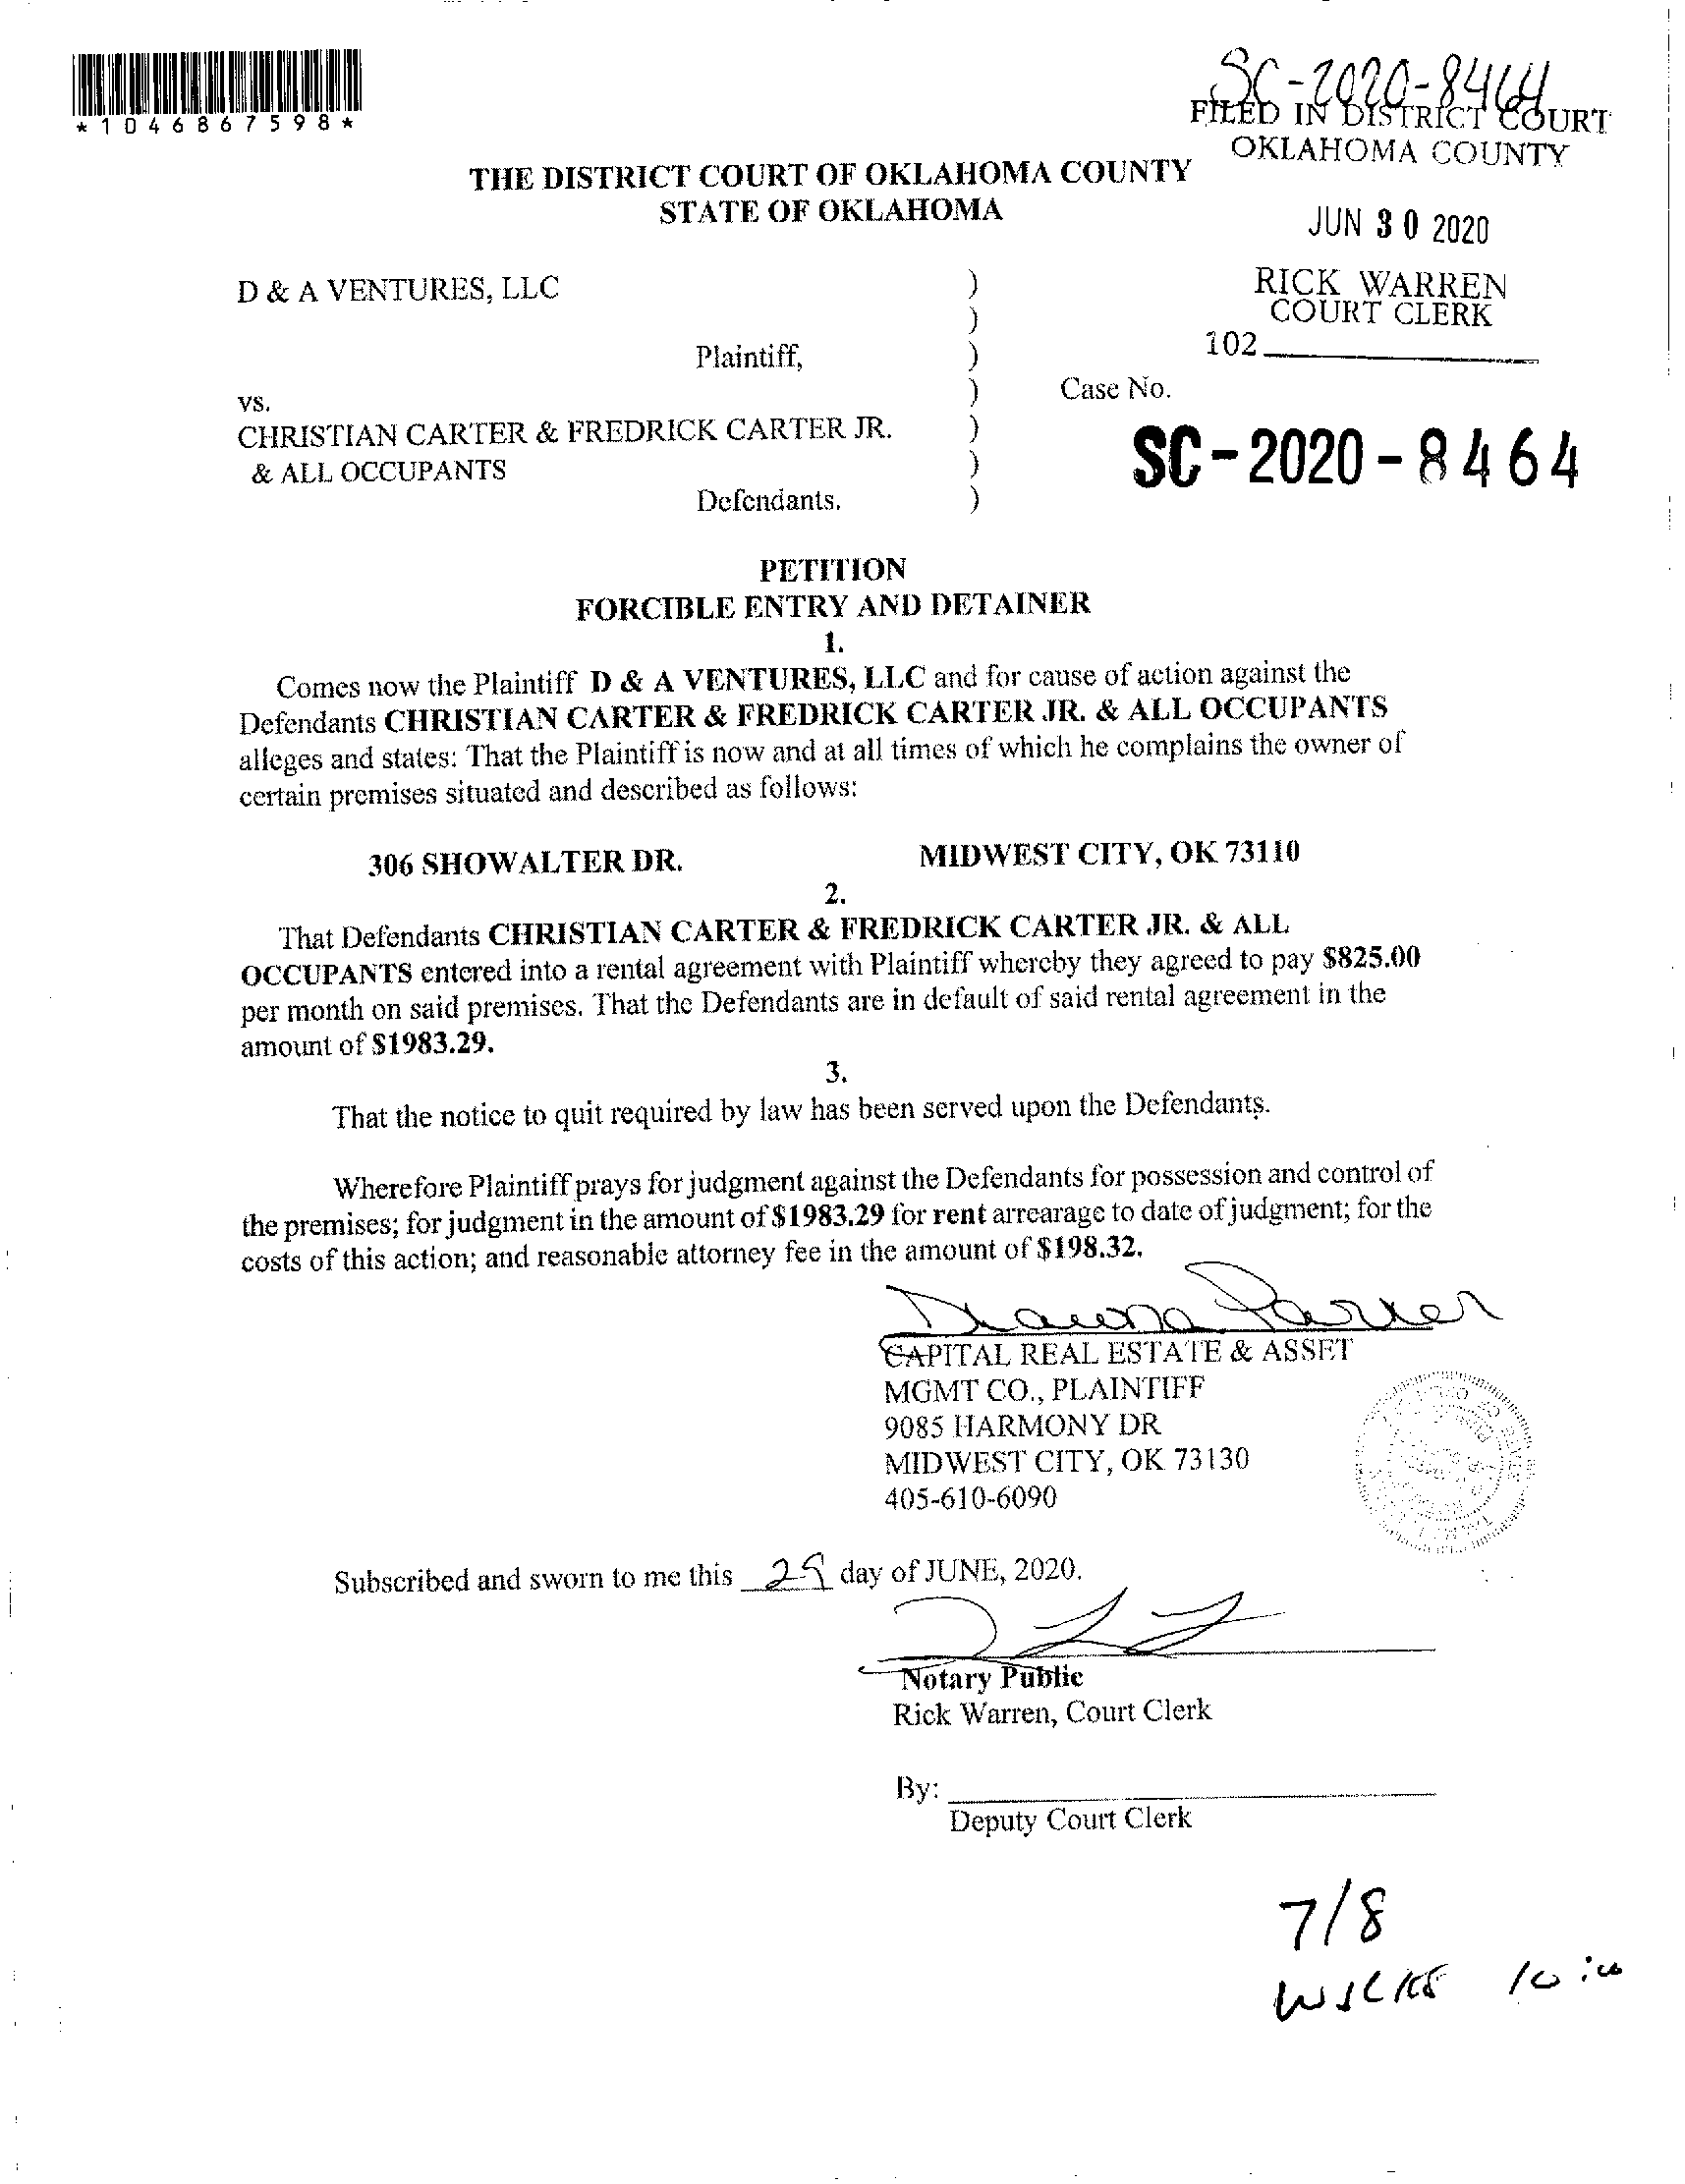 SC-2020-8464
FILED IN DISTRICT COURT
OKLAHOMA COUNTY
*1046867598*
THE DISTRICT COURT OF OKLAHOMA COUNTY
STATE OF OKLAHOMA
JUN 30 2020
RICK WARREN
COURT CLERK
102
D & A VENTURES, LLC )
)
Plaintiff, )
) Case No.
vs.
CHRISTIAN CARTER & FREDRICK CARTER JR. )
SC-2020-8464
& ALL OCCUPANTS )
Defendants. )
PETITION
FORCIBLE ENTRY AND DETAINER
1.
Comes now the Plaintiff D & A VENTURES, LLC and for cause of action against the
Defendants CHRISTIAN CARTER & FREDRICK CARTER JR. & ALL OCCUPANTS
alleges and states: That the Plaintiff is now and at all times of which he complains the owner of
certain premises situated and described as follows:
306 SHOWALTER DR. MIDWEST CITY, OK 73110
2.
That Defendants CHRISTIAN CARTER & FREDRICK CARTER JR. & ALL
OCCUPANTS entered into a rental agreement with Plaintiff whereby they agreed to pay $825.00
per month on said premises. That the Defendants are in default of said rental agreement in the
amount of $1983.29.
3.
That the notice to quit required by law has been served upon the Defendants.
Wherefore Plaintiff prays for judgment against the Defendants for possession and control of
the premises; for judgment in the amount of $1983.29 for rent arrearage to date of judgment; for the
costs of this action; and reasonable attorney fee in the amount of $198.32.
CAPITAL REAL ESTATE & ASSET
MGMT CO., PLAINTIFF
9085 HARMONY DR
MIDWEST CITY, OK 73130
405-610-6090
Subscribed and sworn to me this 29 day of JUNE, 2020.
Notary Public
Rick Warren, Court Clerk
By:
Deputy Court Clerk
7/8